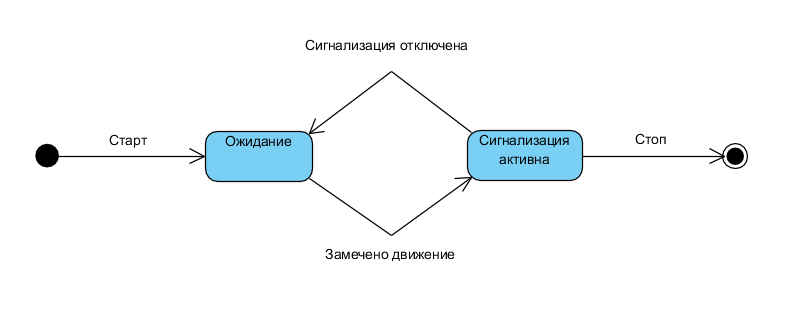 Сигнализация отключена
Старт
Ожидание
Сигнализация
активна
Стоп
Замечено движение